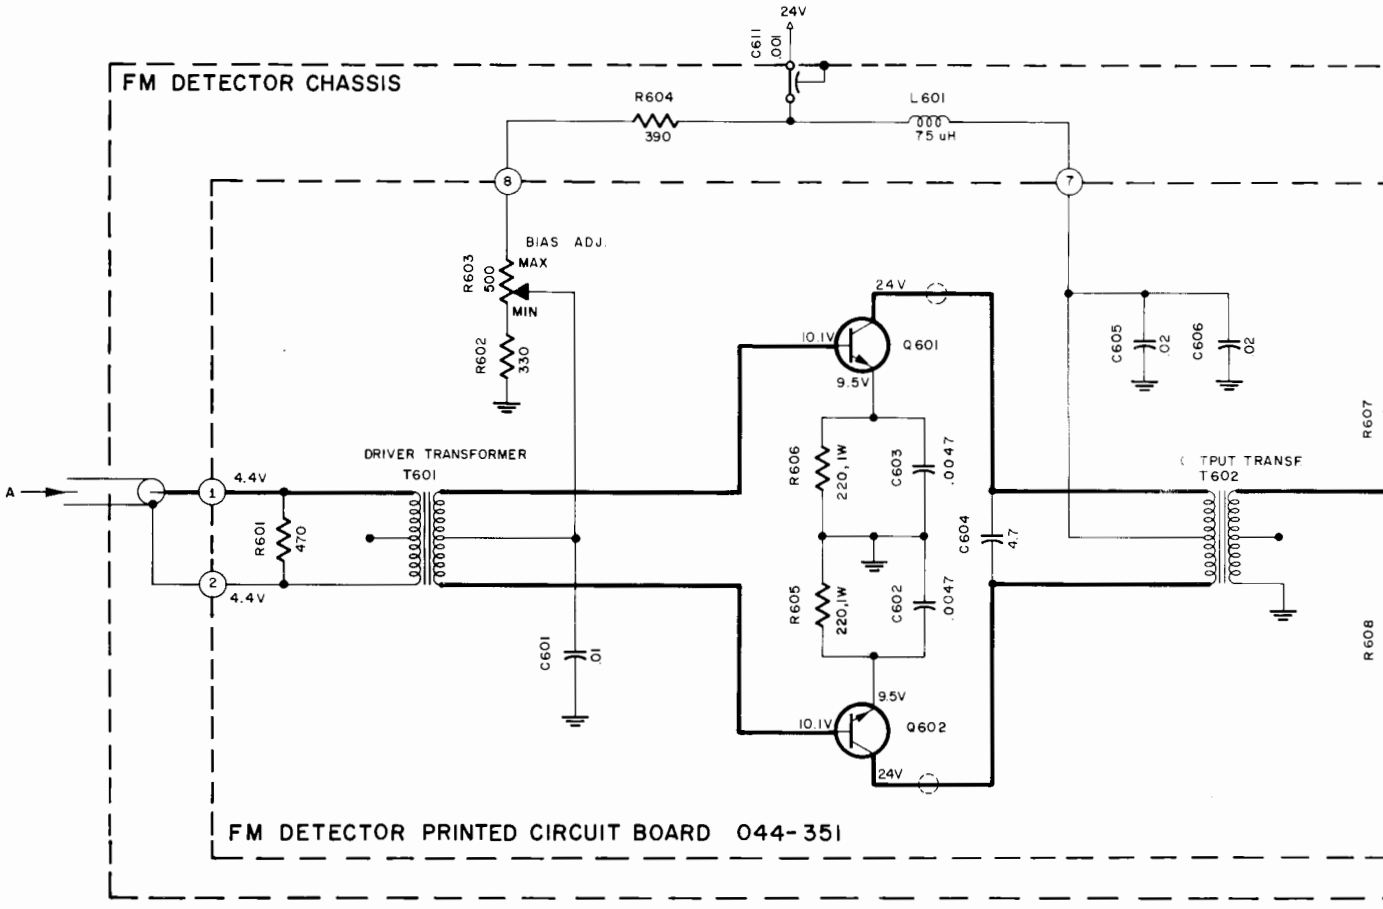 24V
C611
.001
FM DETECTOR CHASSIS
R604
390
L601
75 uH
8
7
BIAS ADJ.
R603
500
MAX
MIN
R602
330
24V
10.1V
Q601
9.5V
C605
.02
C606
.02
R607
DRIVER TRANSFORMER
T601
R606
220,1W
C603
.0047
TPUT TRANSF.
T602
A
1
4.4V
R601
470
C604
4.7
2
4.4V
R605
220,1W
C602
.0047
R608
C601
.01
9.5V
10.1V
Q602
24V
FM DETECTOR PRINTED CIRCUIT BOARD 044-351